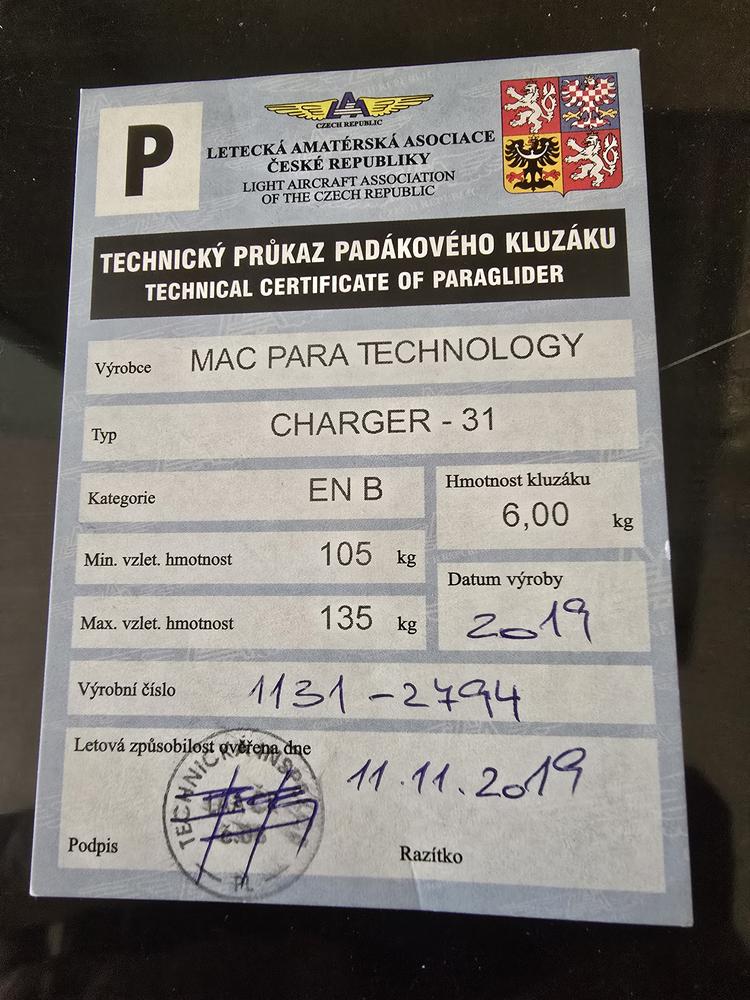 P
LAA
CZECH REPUBLIC
LETECKÁ AMATÉRSKÁ ASOCIACE
ČESKÉ REPUBLIKY
LIGHT AIRCRAFT ASSOCIATION
OF THE CZECH REPUBLIC
TECHNICKÝ PRŮKAZ PADÁKOVÉHO KLUZÁKU
TECHNICAL CERTIFICATE OF PARAGLIDER
Výrobce MAC PARA TECHNOLOGY
Typ CHARGER - 31
Kategorie EN B
Hmotnost kluzáku
6,00 kg
Min. vzlet. hmotnost 105 kg
Datum výroby
2019
Max. vzlet. hmotnost 135 kg
Výrobní číslo 1131-2794
Letová způsobilost ověřena dne
11.11.2019
TECHNICKÁ
Podpis
Razítko